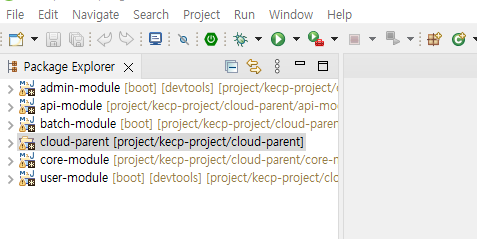 File Edit Navigate Search Project Run Window Help
Package Explorer
admin-module [boot] [devtools] [project/kecp-project/c
api-module [project/kecp-project/cloud-parent/api-mo
batch-module [boot] [project/kecp-project/cloud-paren
cloud-parent [project/kecp-project/cloud-parent]
core-module [project/kecp-project/cloud-parent/core-m
user-module [boot] [devtools] [project/kecp-project/clo